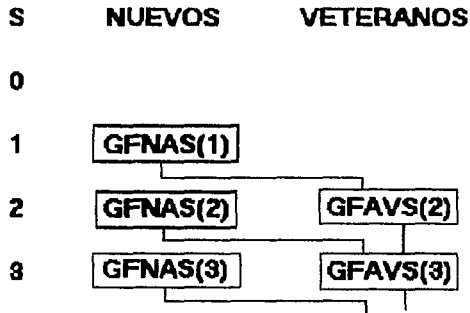 S NUEVOS VETERANOS
0
1 GFNAS(1)
2 GFNAS(2) GFAVS(2)
3 GFNAS(3) GFAVS(3)